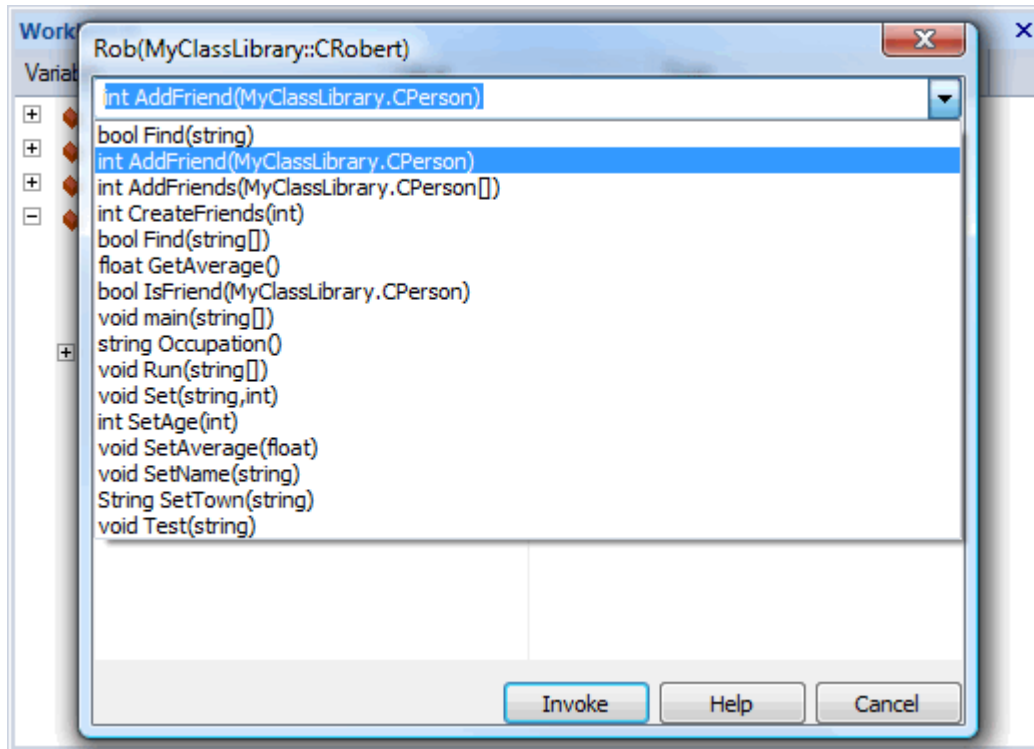 Work
Rob(MyClassLibrary::CRobert)
Variab
int AddFriend(MyClassLibrary.CPerson)
bool Find(string)
int AddFriend(MyClassLibrary.CPerson)
int AddFriends(MyClassLibrary.CPerson[])
int CreateFriends(int)
bool Find(string[])
float GetAverage()
bool IsFriend(MyClassLibrary.CPerson)
void main(string[])
string Occupation()
void Run(string[])
void Set(string,int)
int SetAge(int)
void SetAverage(float)
void SetName(string)
String SetTown(string)
void Test(string)
Invoke Help Cancel